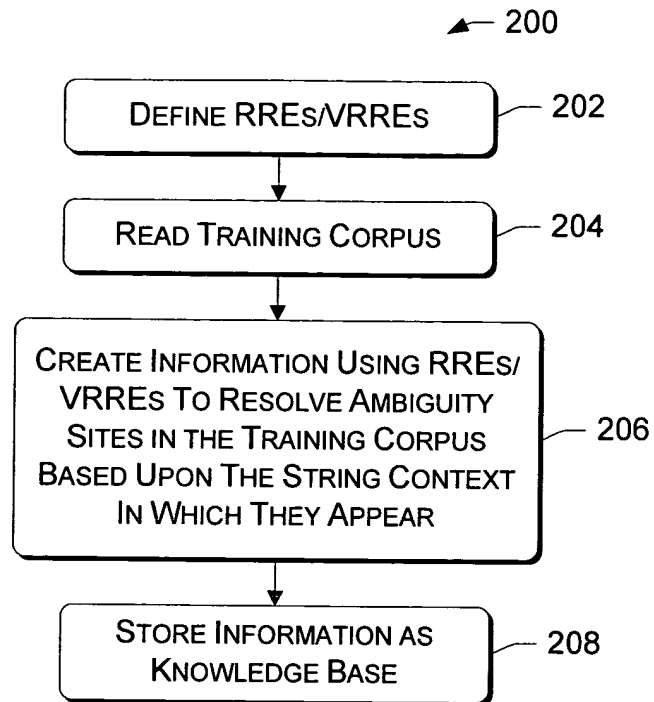 200
DEFINE RRES/VRRES
202
READ TRAINING CORPUS
204
CREATE INFORMATION USING RRES/
VRRES TO RESOLVE AMBIGUITY
SITES IN THE TRAINING CORPUS
BASED UPON THE STRING CONTEXT
IN WHICH THEY APPEAR
206
STORE INFORMATION AS
KNOWLEDGE BASE
208